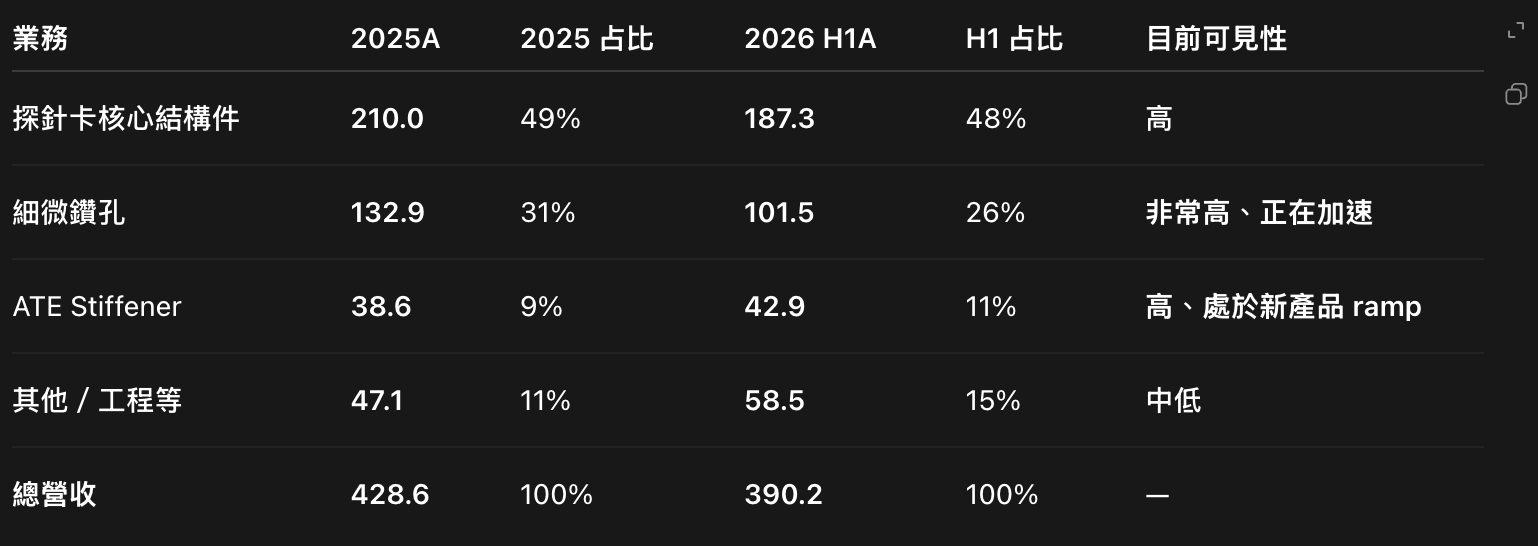 業務 2025A 2025 占比 2026 H1A H1 占比 目前可見性
探針卡核心結構件 210.0 49% 187.3 48% 高
細微鑽孔 132.9 31% 101.5 26% 非常高、正在加速
ATE Stiffener 38.6 9% 42.9 11% 高、處於新產品 ramp
其他 / 工程等 47.1 11% 58.5 15% 中低
總營收 428.6 100% 390.2 100% —